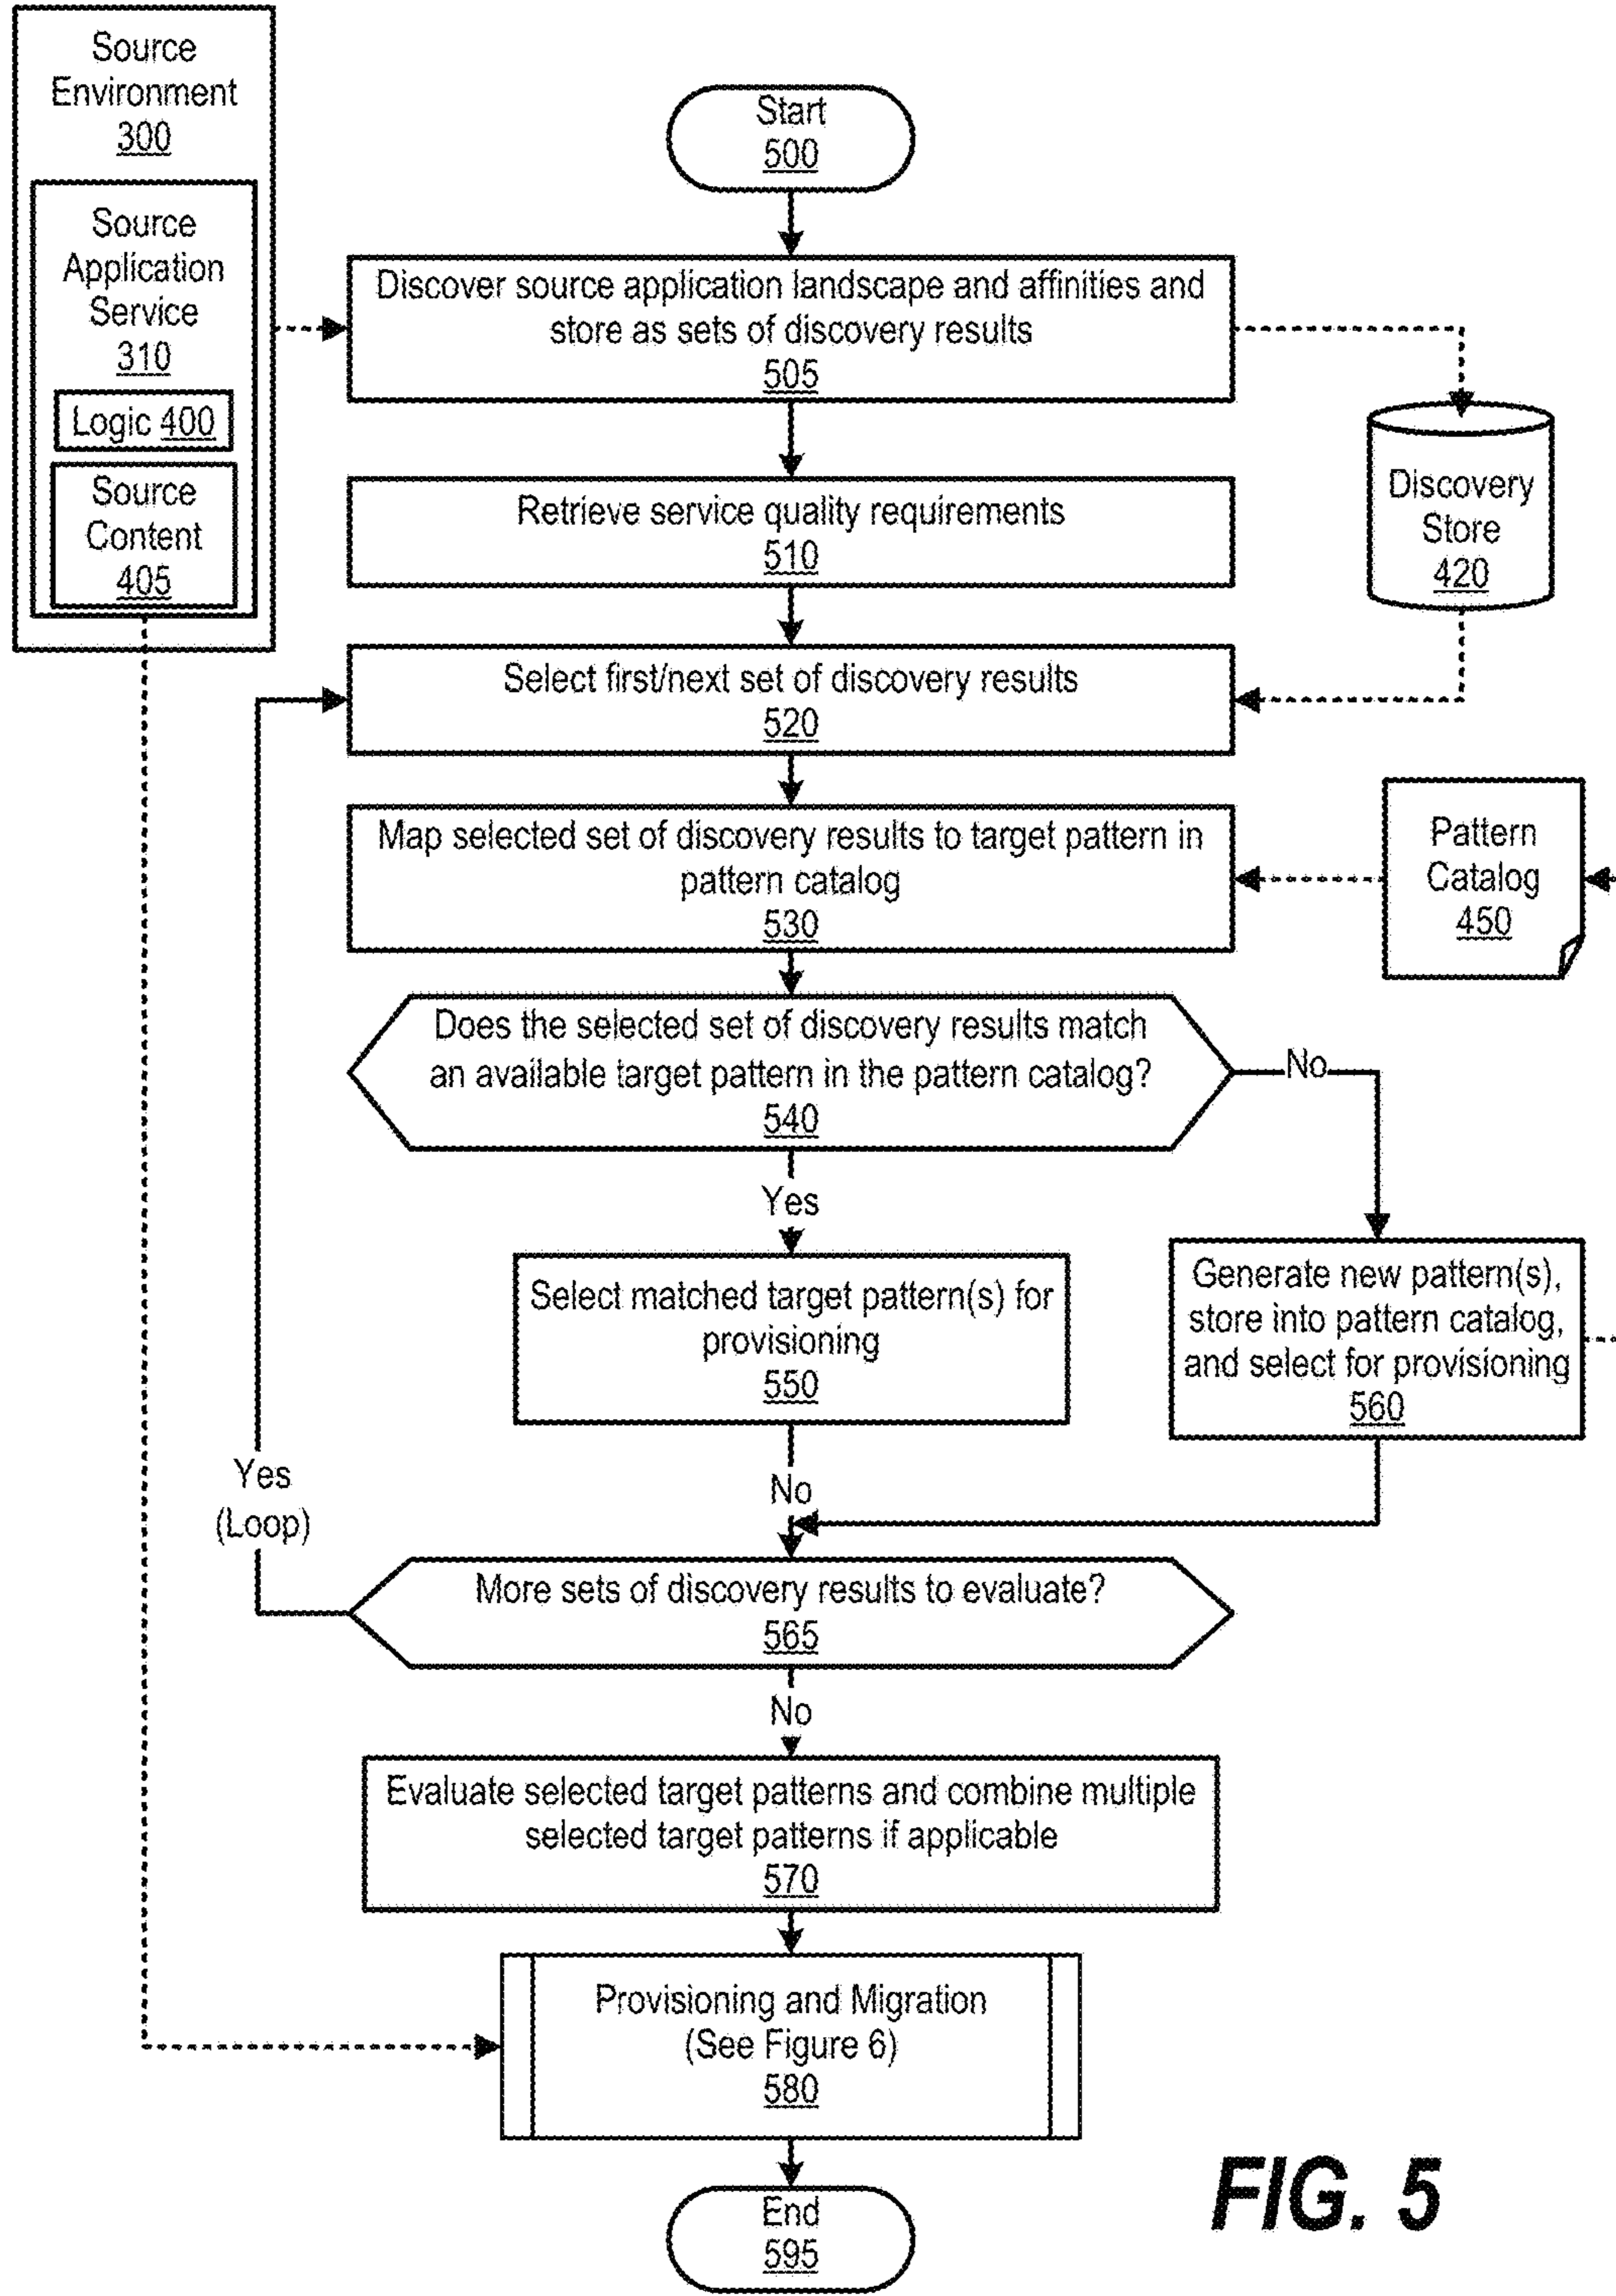 Source
Environment
300
Source
Application
Service
310
Logic 400
Source
Content
405
Start
500
Discover source application landscape and affinities and
store as sets of discovery results
505
Discovery
Store
420
Retrieve service quality requirements
510
Select first/next set of discovery results
520
Map selected set of discovery results to target pattern in
pattern catalog
530
Pattern
Catalog
450
Does the selected set of discovery results match
an available target pattern in the pattern catalog?
540
No
Yes
Select matched target pattern(s) for
provisioning
550
Generate new pattern(s),
store into pattern catalog,
and select for provisioning
560
Yes
(Loop)
No
More sets of discovery results to evaluate?
565
No
Evaluate selected target patterns and combine multiple
selected target patterns if applicable
570
Provisioning and Migration
(See Figure 6)
580
End
595
FIG. 5